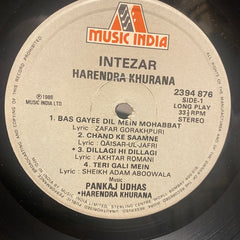 MUSIC INDIA
INTEZAR
HARENDRA KHURANA
℗ 1988
MUSIC INDIA LTD.
2394 876
SIDE-1
LONG PLAY
33⅓ RPM
STEREO
1 - BAS GAYEE DIL MEIN MOHABBAT
Lyric : ZAFAR GORAKHPURI
2 - CHAND KE SAAMNE
Lyric : QAISAR-UL-JAFRI
• 3. DILLAGI HI DILLAGI
Lyric : AKHTAR ROMANI
4 - TERI GALI MEIN
Lyric : SHEIKH ADAM ABOOWALA
Music
PANKAJ UDHAS
•HARENDRA KHURANA